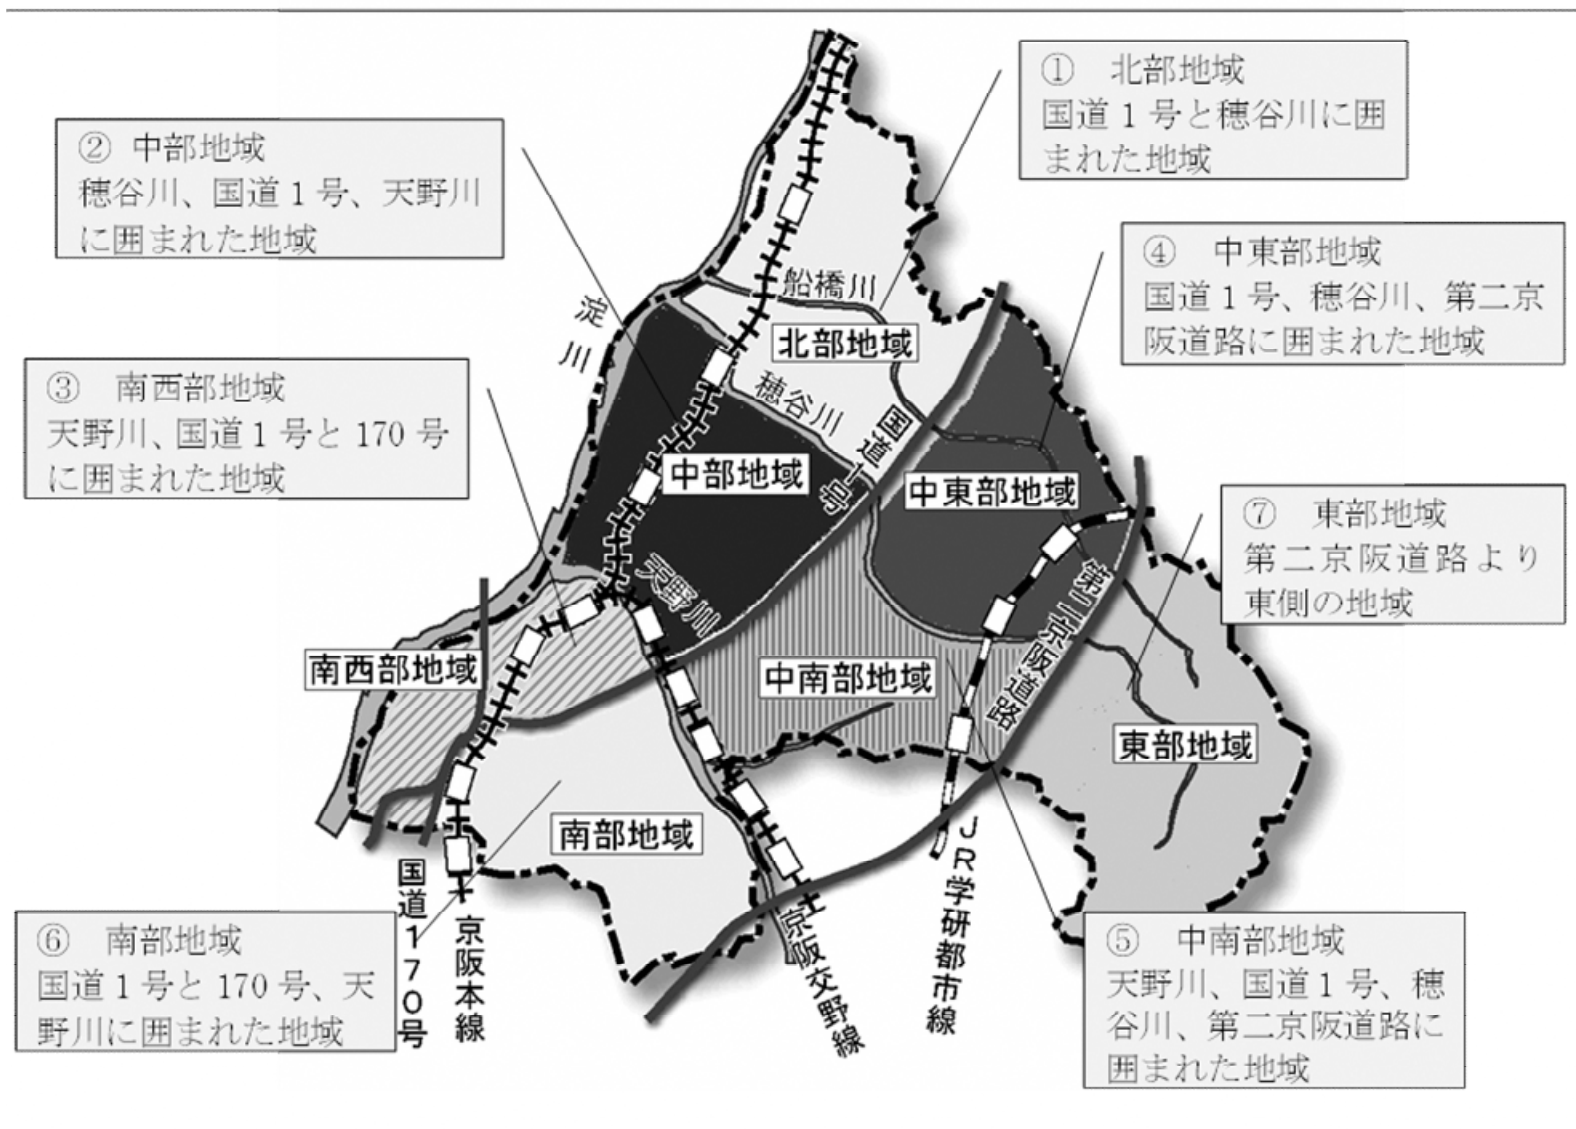 ① 北部地域
国道1号と穂谷川に囲
まれた地域
② 中部地域
穂谷川、国道1号、天野川
に囲まれた地域
④ 中東部地域
国道1号、穂谷川、第二京
阪道路に囲まれた地域
③ 南西部地域
天野川、国道1号と170号
に囲まれた地域
⑦ 東部地域
第二京阪道路より
東側の地域
⑥ 南部地域
国道1号と170号、天
野川に囲まれた地域
⑤ 中南部地域
天野川、国道1号、穂
谷川、第二京阪道路に
囲まれた地域
船橋川
淀川
北部地域
穂谷川
国道1号
中部地域
中東部地域
天野川
第二京阪道路
南西部地域
中南部地域
東部地域
南部地域
国道170号
京阪本線
京阪交野線
JR学研都市線